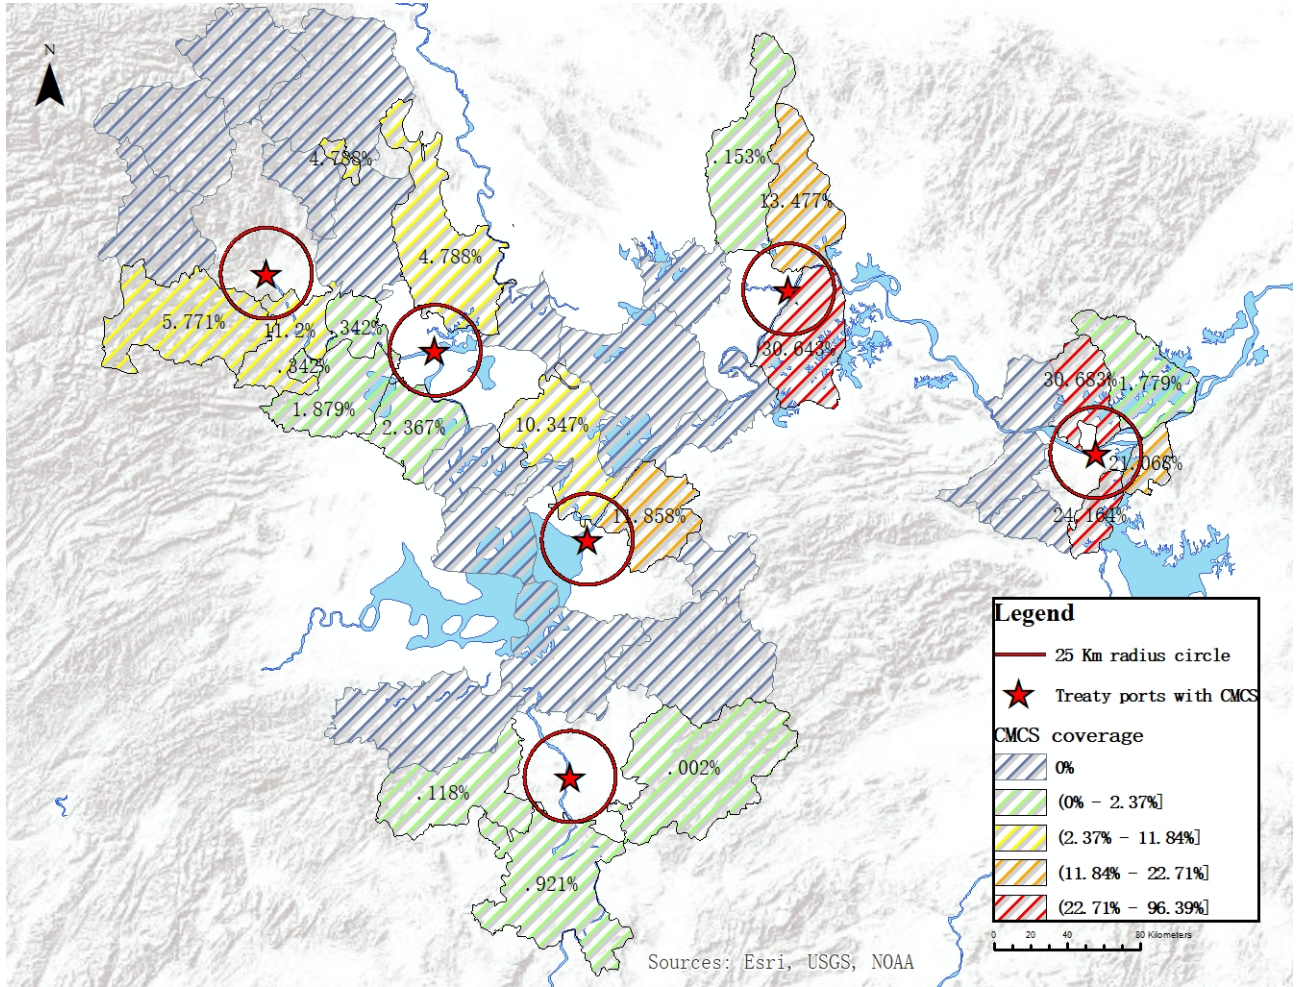 N
4.788%
.153%
13.477%
4.788%
5.771%
11.2%
.342%
.342%
30.643%
30.683%
1.779%
1.879%
2.367%
10.347%
21.068%
11.858%
24.164%
.002%
.118%
.921%
Legend
25 Km radius circle
Treaty ports with CMCS
CMCS coverage
0%
(0% - 2.37%]
(2.37% - 11.84%]
(11.84% - 22.71%]
(22.71% - 96.39%]
0 20 40 80 Kilometers
Sources: Esri, USGS, NOAA